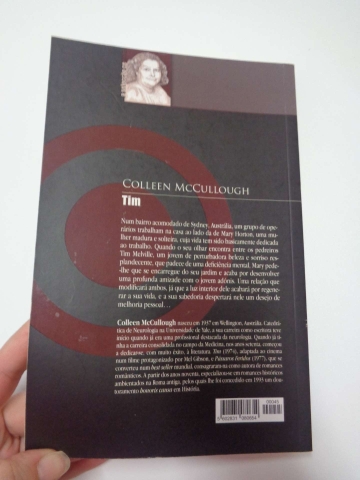 COLLEEN MCCULLOUGH
Tim
Num bairro acomodado de Sydney, Austrália, um grupo de ope-
rários trabalham na casa ao lado da de Mary Horton, uma mu-
lher madura e solteira, cuja vida tem sido basicamente dedicada
ao trabalho. Quando o seu olhar encontra entre os pedreiros
Tim Melville, um jovem de perturbadora beleza e sorriso res-
plandecente, que padece de uma deficiência mental, Mary pede-
-lhe que se encarregue do seu jardim e acaba por desenvolver
uma profunda amizade com o jovem adónis. Uma relação que
modificará ambos, já que a luz interior dele acabará por regene-
rar a sua vida, e a sua sabedoria despertará nele um desejo de
melhoria pessoal…
Colleen McCullough nasceu em 1937 em Wellington, Austrália. Catedrá-
tica de Neurologia na Universidade de Yale, a sua carreira como escritora teve
início quando já era uma profissional destacada da neurologia. Quando já ti-
nha a carreira consolidada no campo da Medicina, nos anos setenta, começou
a dedicar-se, com muito êxito, à literatura. Tim (1974), adaptada ao cinema
num filme protagonizado por Mel Gibson, e Pássaros Feridos (1977), que se
converteu num best seller mundial, consagraram-na como autora de romances
românticos. A partir dos anos noventa, especializou-se em romances históricos
ambientados na Roma antiga, pelos quais lhe foi concedido em 1993 um dou-
toramento honoris causa em História.